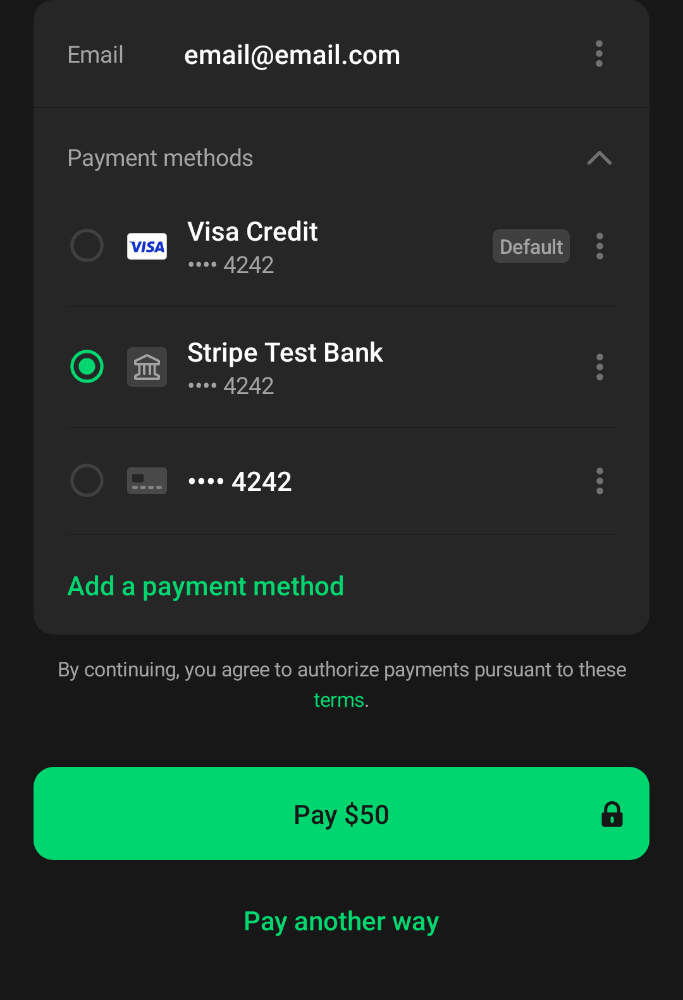 Email email@email.com
Payment methods
VISA Visa Credit Default
•••• 4242
Stripe Test Bank
•••• 4242
•••• 4242
Add a payment method
By continuing, you agree to authorize payments pursuant to these
terms.
Pay $50
Pay another way